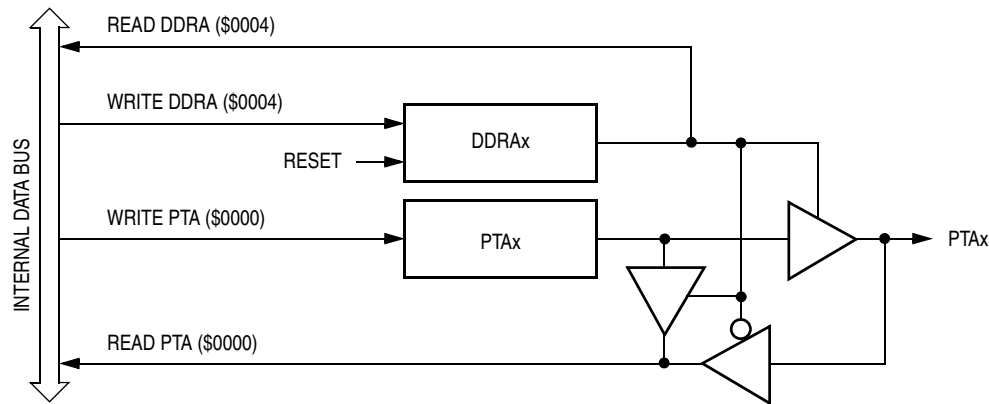 READ DDRA ($0004)
WRITE DDRA ($0004)
DDRAx
RESET
WRITE PTA ($0000)
PTAx
PTAx
READ PTA ($0000)
INTERNAL DATA BUS